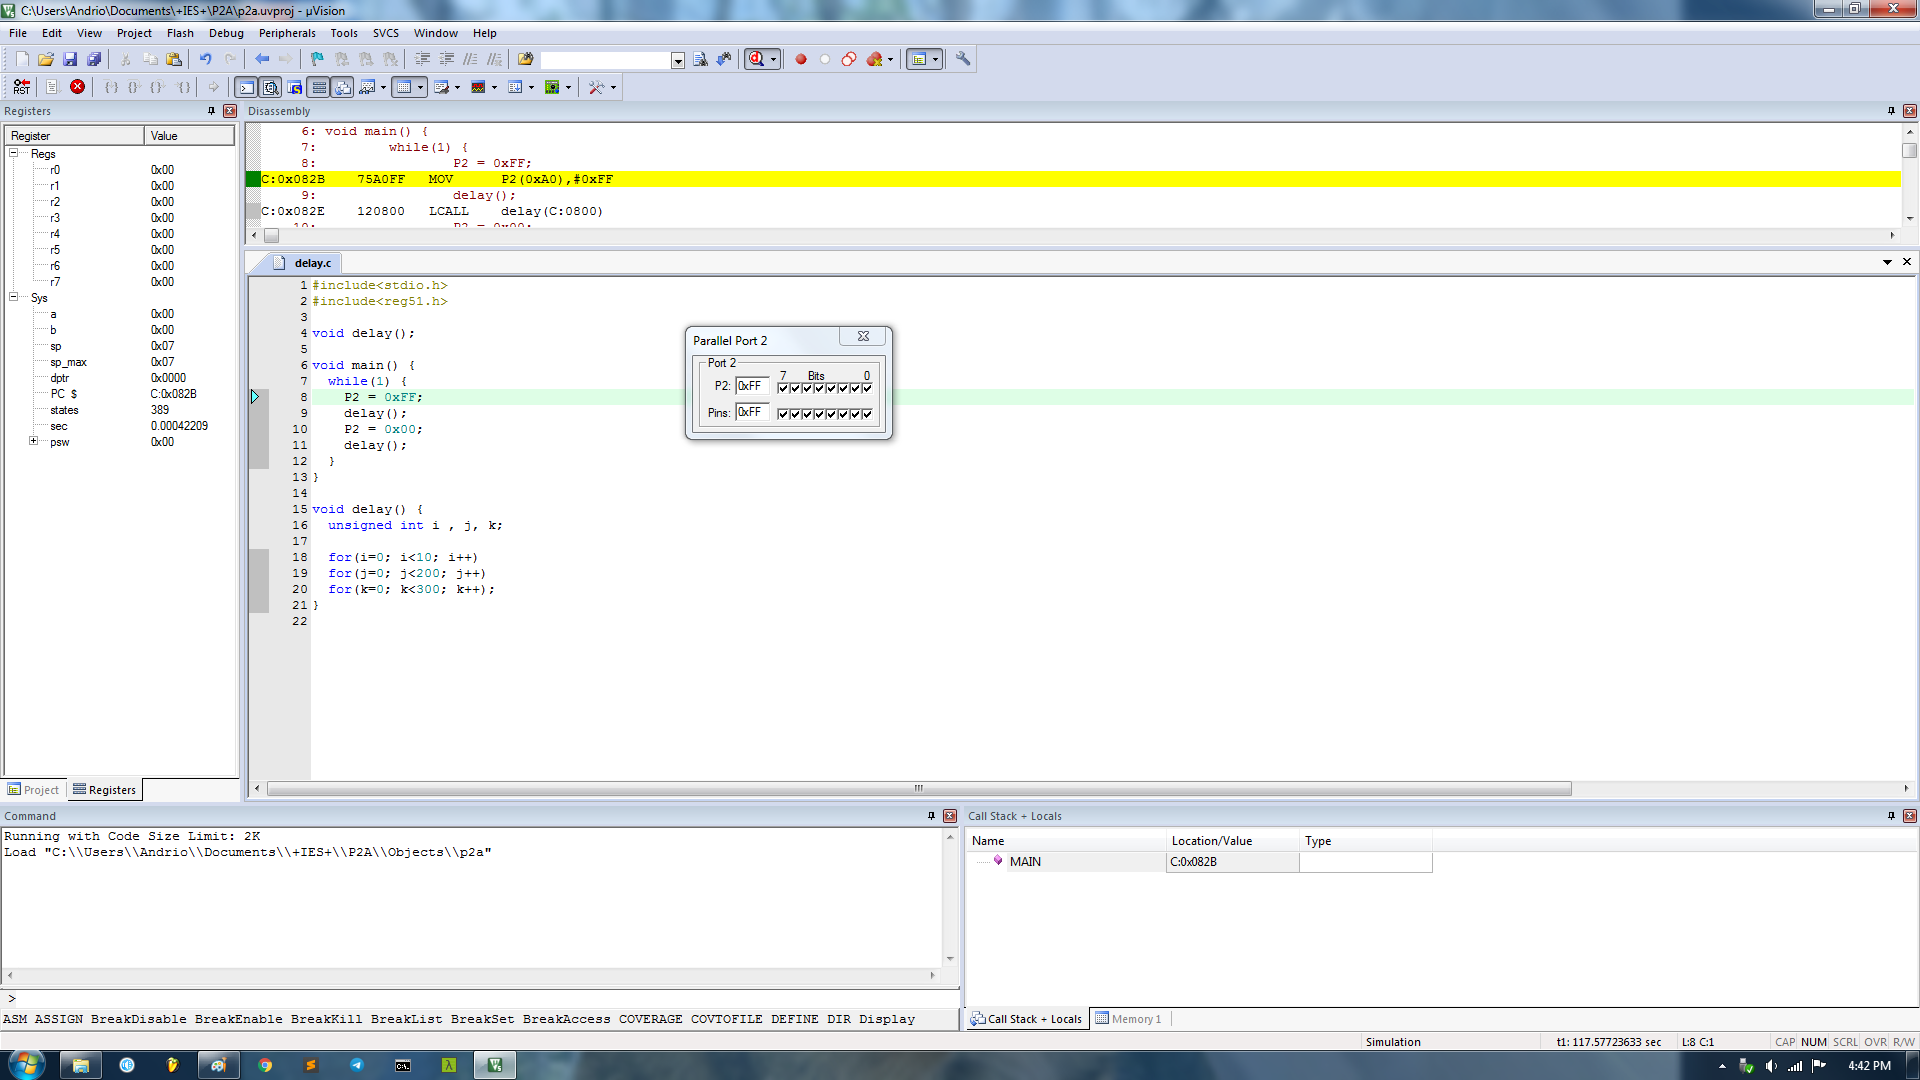 C:\Users\Andrio\Documents\+IES+\P2A\p2a.uvproj - µVision
File Edit View Project Flash Debug Peripherals Tools SVCS Window Help
Registers
Register Value
Regs
r0 0x00
r1 0x00
r2 0x00
r3 0x00
r4 0x00
r5 0x00
r6 0x00
r7 0x00
Sys
a 0x00
b 0x00
sp 0x07
sp_max 0x07
dptr 0x0000
PC $ C:0x082B
states 389
sec 0.00042209
psw 0x00
Project Registers
Disassembly
6: void main() {
7: while(1) {
8: P2 = 0xFF;
C:0x082B 75A0FF MOV P2(0xA0),#0xFF
9: delay();
C:0x082E 120800 LCALL delay(C:0800)
10: P2 = 0x00;
delay.c
1 #include<stdio.h>
2 #include<reg51.h>
3
4 void delay();
5
6 void main() {
7 while(1) {
8 P2 = 0xFF;
9 delay();
10 P2 = 0x00;
11 delay();
12 }
13 }
14
15 void delay() {
16 unsigned int i , j, k;
17
18 for(i=0; i<10; i++)
19 for(j=0; j<200; j++)
20 for(k=0; k<300; k++);
21 }
22
Parallel Port 2
Port 2
7 Bits 0
P2: 0xFF
Pins: 0xFF
Command
Running with Code Size Limit: 2K
Load "C:\\Users\\Andrio\\Documents\\+IES+\\P2A\\Objects\\p2a"
>
ASM ASSIGN BreakDisable BreakEnable BreakKill BreakList BreakSet BreakAccess COVERAGE COVTOFILE DEFINE DIR Display
Call Stack + Locals
Name Location/Value Type
MAIN C:0x082B
Call Stack + Locals Memory 1
Simulation t1: 117.57723633 sec L:8 C:1 CAP NUM SCRL OVR R/W
4:42 PM